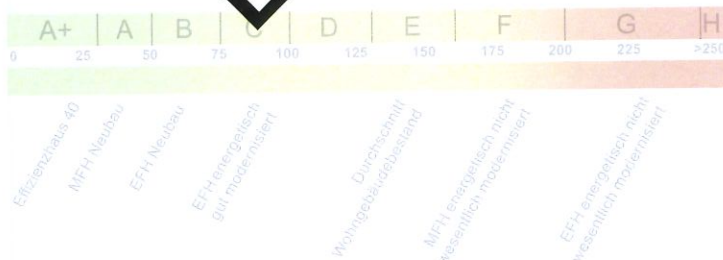 A+ A B C D E F G H
0 25 50 75 100 125 150 175 200 225 >250
Effizienzhaus 40
MFH Neubau
EFH Neubau
EFH energetisch
gut modernisiert
Durchschnitt
Wohngebäudebestand
MFH energetisch nicht
wesentlich modernisiert
EFH energetisch nicht
wesentlich modernisiert